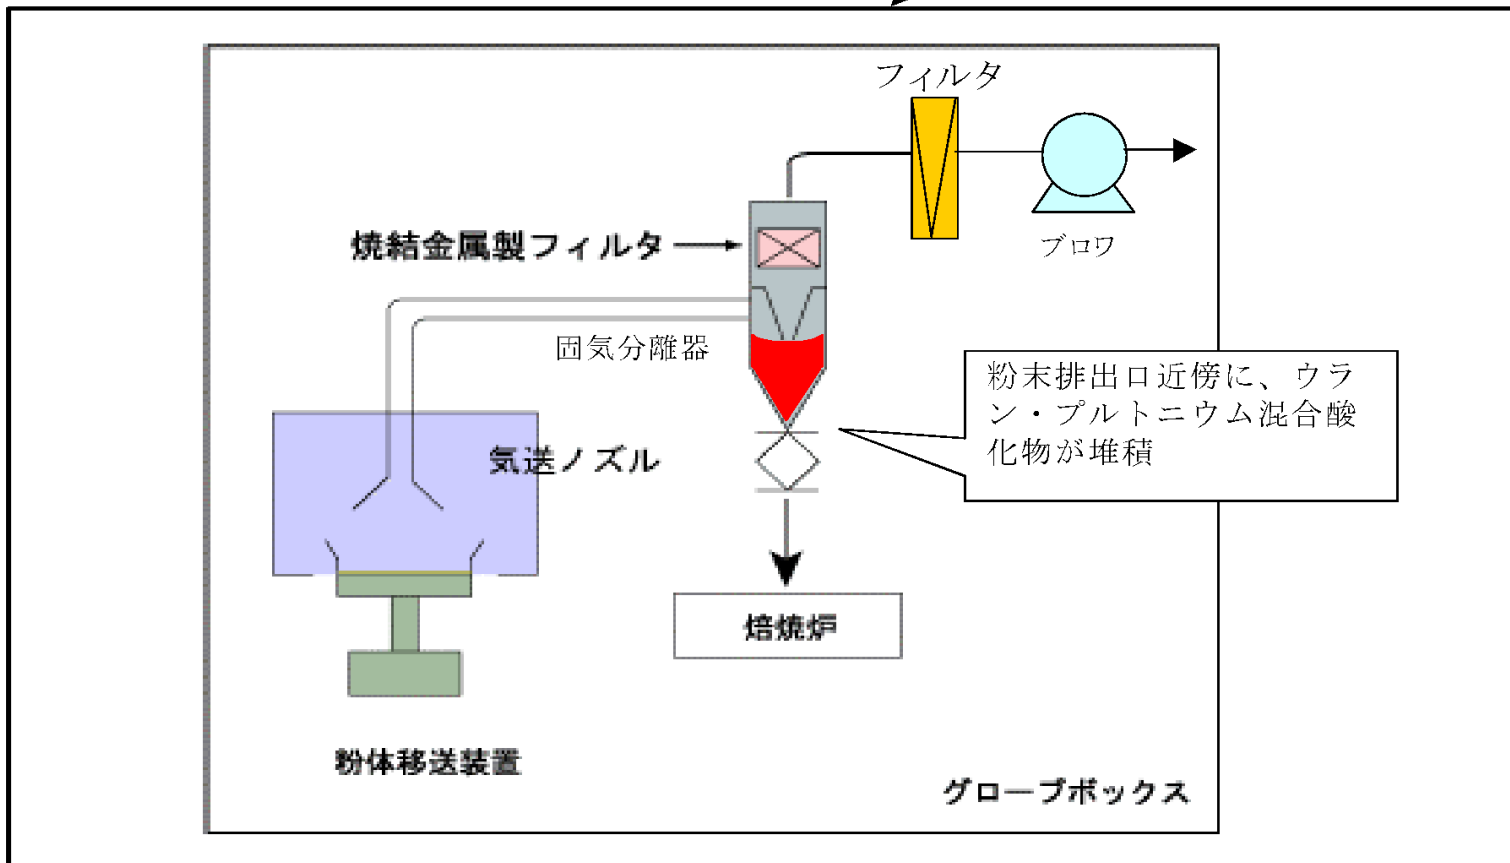 フィルタ
焼結金属製フィルタ
ブロワ
固気分離器
粉末排出口近傍に、ウラ
ン・プルトニウム混合酸
化物が堆積
気送ノズル
焙焼炉
粉体移送装置
グローブボックス